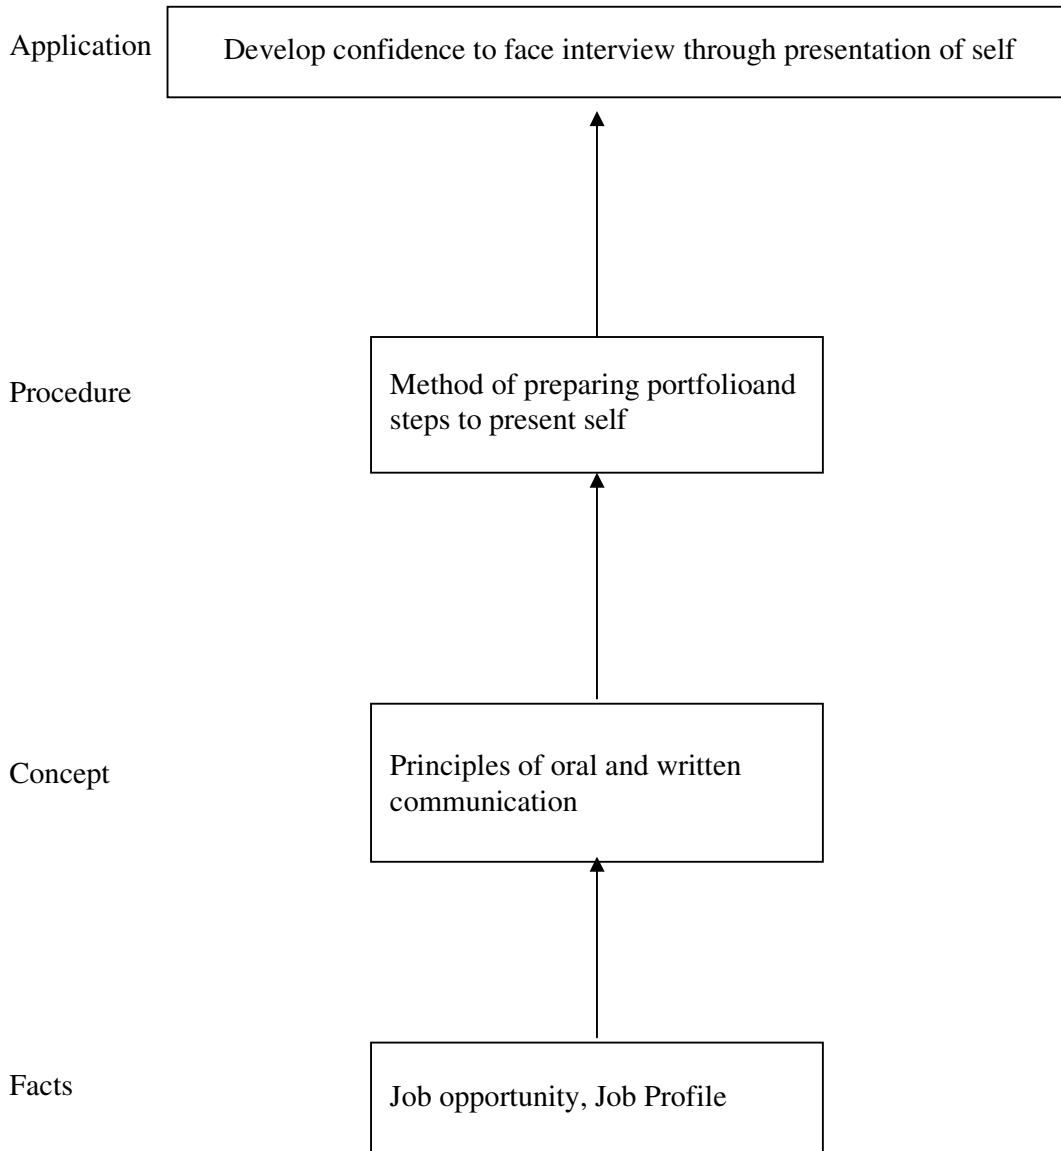 Application
Develop confidence to face interview through presentation of self
Procedure
Method of preparing portfolioand
steps to present self
Concept
Principles of oral and written
communication
Facts
Job opportunity, Job Profile